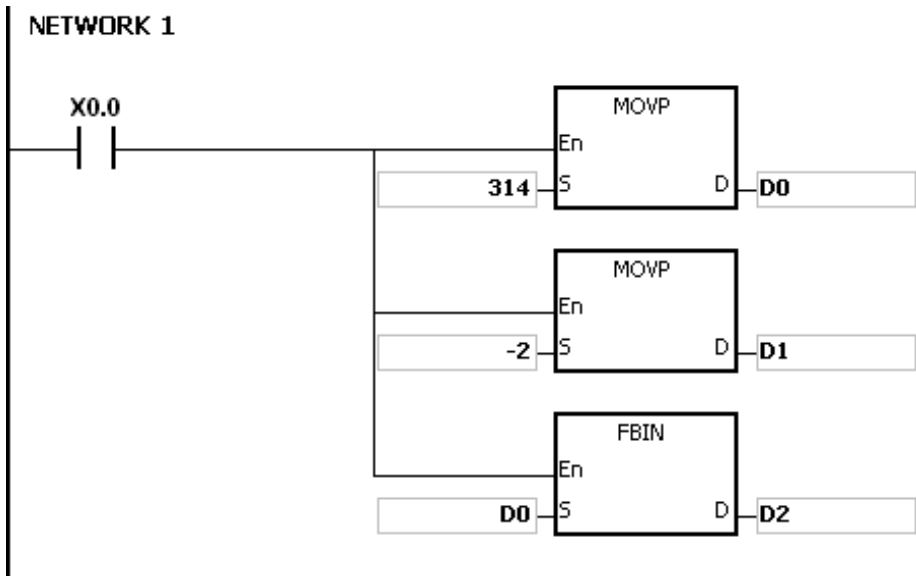 NETWORK 1
X0.0
MOVP
En
314 S D D0
MOVP
En
-2 S D D1
FBIN
En
D0 S D D2